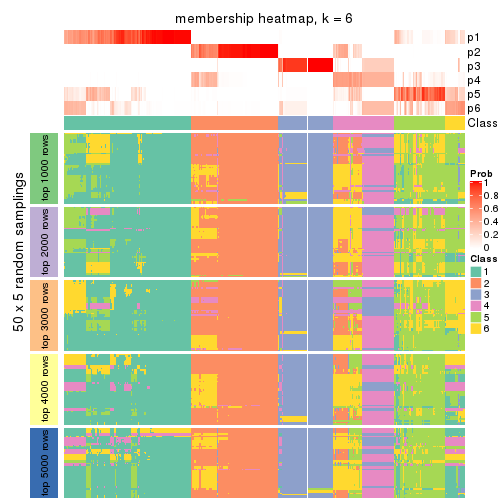 membership heatmap, k = 6
p1
p2
p3
p4
p5
p6
Class
50 x 5 random samplings
top 1000 rows
top 2000 rows
top 3000 rows
top 4000 rows
top 5000 rows
Prob
1
0.8
0.6
0.4
0.2
0
Class
1
2
3
4
5
6